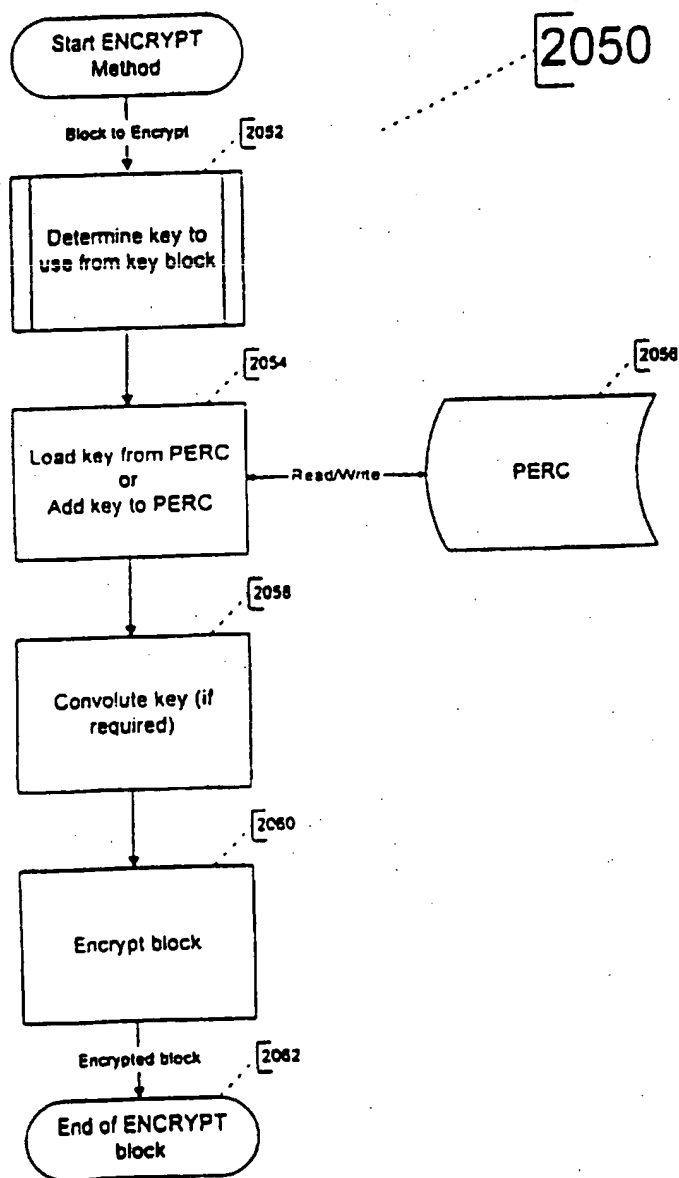 Start ENCRYPT
Method
2050
Block to Encrypt
2052
Determine key to
use from key block
2054
2056
Load key from PERC
or
Add key to PERC
Read/Write
PERC
2058
Convolute key (if
required)
2060
Encrypt block
Encrypted block
2062
End of ENCRYPT
block